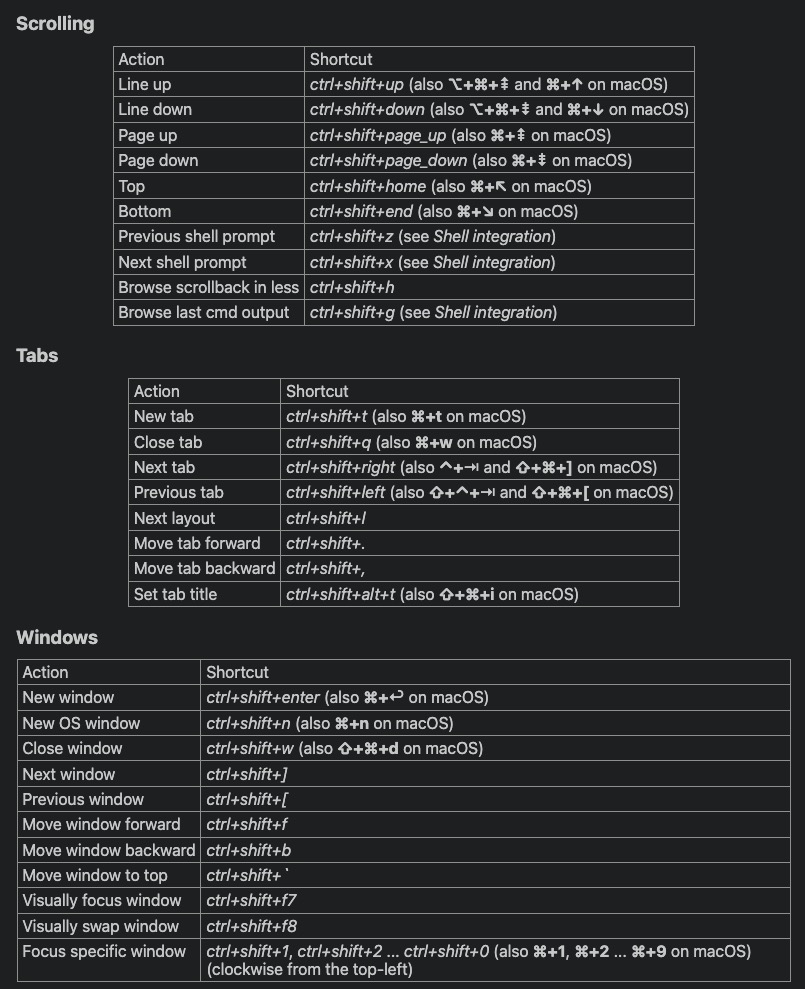 Scrolling
Action Shortcut
Line up ctrl+shift+up (also ⌥+⌘+⇞ and ⌘+↑ on macOS)
Line down ctrl+shift+down (also ⌥+⌘+⇟ and ⌘+↓ on macOS)
Page up ctrl+shift+page_up (also ⌘+⇞ on macOS)
Page down ctrl+shift+page_down (also ⌘+⇟ on macOS)
Top ctrl+shift+home (also ⌘+↖ on macOS)
Bottom ctrl+shift+end (also ⌘+↘ on macOS)
Previous shell prompt ctrl+shift+z (see Shell integration)
Next shell prompt ctrl+shift+x (see Shell integration)
Browse scrollback in less ctrl+shift+h
Browse last cmd output ctrl+shift+g (see Shell integration)
Tabs
Action Shortcut
New tab ctrl+shift+t (also ⌘+t on macOS)
Close tab ctrl+shift+q (also ⌘+w on macOS)
Next tab ctrl+shift+right (also ⌃+⇥ and ⇧+⌘+] on macOS)
Previous tab ctrl+shift+left (also ⇧+⌃+⇥ and ⇧+⌘+[ on macOS)
Next layout ctrl+shift+l
Move tab forward ctrl+shift+.
Move tab backward ctrl+shift+,
Set tab title ctrl+shift+alt+t (also ⇧+⌘+i on macOS)
Windows
Action Shortcut
New window ctrl+shift+enter (also ⌘+↩ on macOS)
New OS window ctrl+shift+n (also ⌘+n on macOS)
Close window ctrl+shift+w (also ⇧+⌘+d on macOS)
Next window ctrl+shift+]
Previous window ctrl+shift+[
Move window forward ctrl+shift+f
Move window backward ctrl+shift+b
Move window to top ctrl+shift+`
Visually focus window ctrl+shift+f7
Visually swap window ctrl+shift+f8
Focus specific window ctrl+shift+1, ctrl+shift+2 ... ctrl+shift+0 (also ⌘+1, ⌘+2 ... ⌘+9 on macOS)
(clockwise from the top-left)